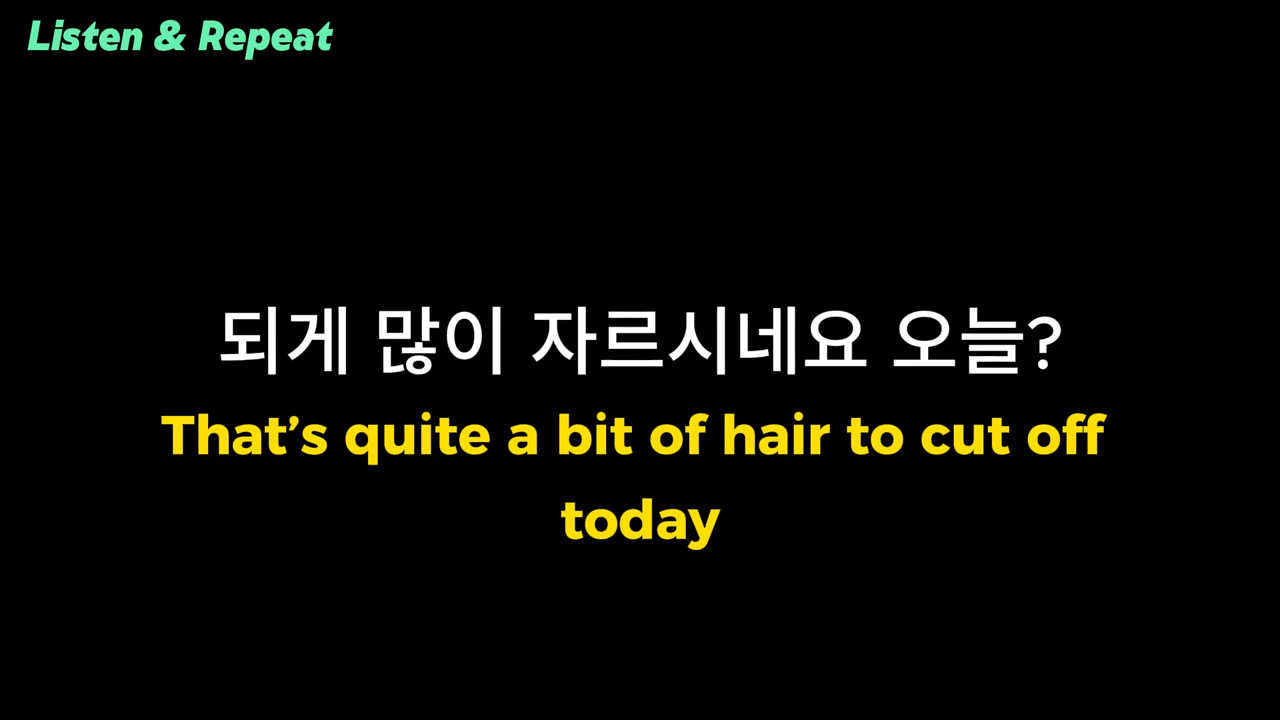 Listen & Repeat
되게 많이 자르시네요 오늘?
That’s quite a bit of hair to cut off
today